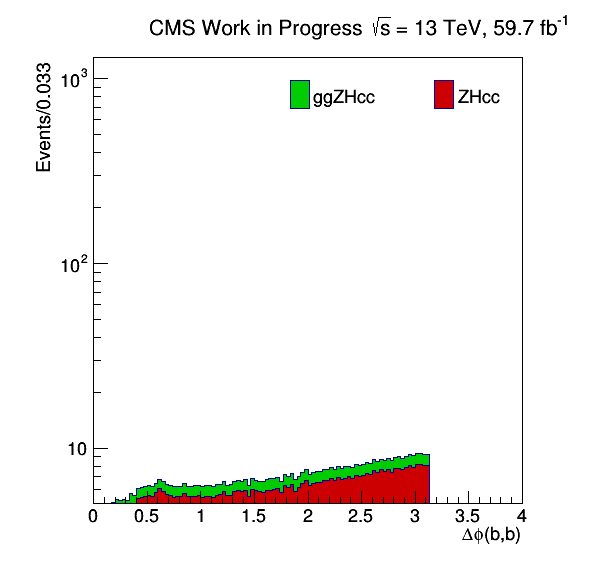 CMS Work in Progress √s = 13 TeV, 59.7 fb⁻¹
Events/0.033
ggZHcc ZHcc
10³
10²
10
0 0.5 1 1.5 2 2.5 3 3.5 4
Δϕ(b,b)